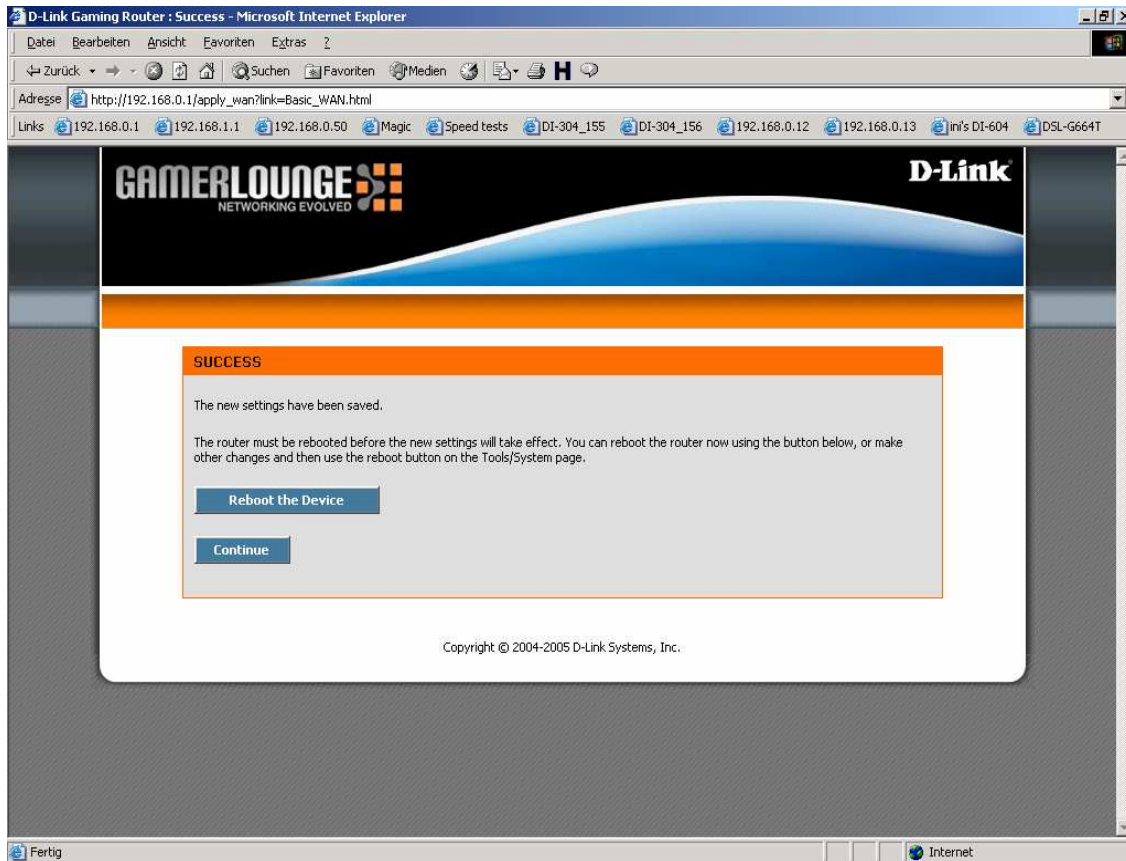 D-Link Gaming Router : Success - Microsoft Internet Explorer
Datei Bearbeiten Ansicht Favoriten Extras ?
Zurück Suchen Favoriten Medien H
Adresse http://192.168.0.1/apply_wan?link=Basic_WAN.html
Links 192.168.0.1 192.168.1.1 192.168.0.50 Magic Speed tests DI-304_155 DI-304_156 192.168.0.12 192.168.0.13 ini's DI-604 DSL-G664T
GAMERLOUNGE
NETWORKING EVOLVED
D-Link
SUCCESS
The new settings have been saved.
The router must be rebooted before the new settings will take effect. You can reboot the router now using the button below, or make
other changes and then use the reboot button on the Tools/System page.
Reboot the Device
Continue
Copyright © 2004-2005 D-Link Systems, Inc.
Fertig Internet